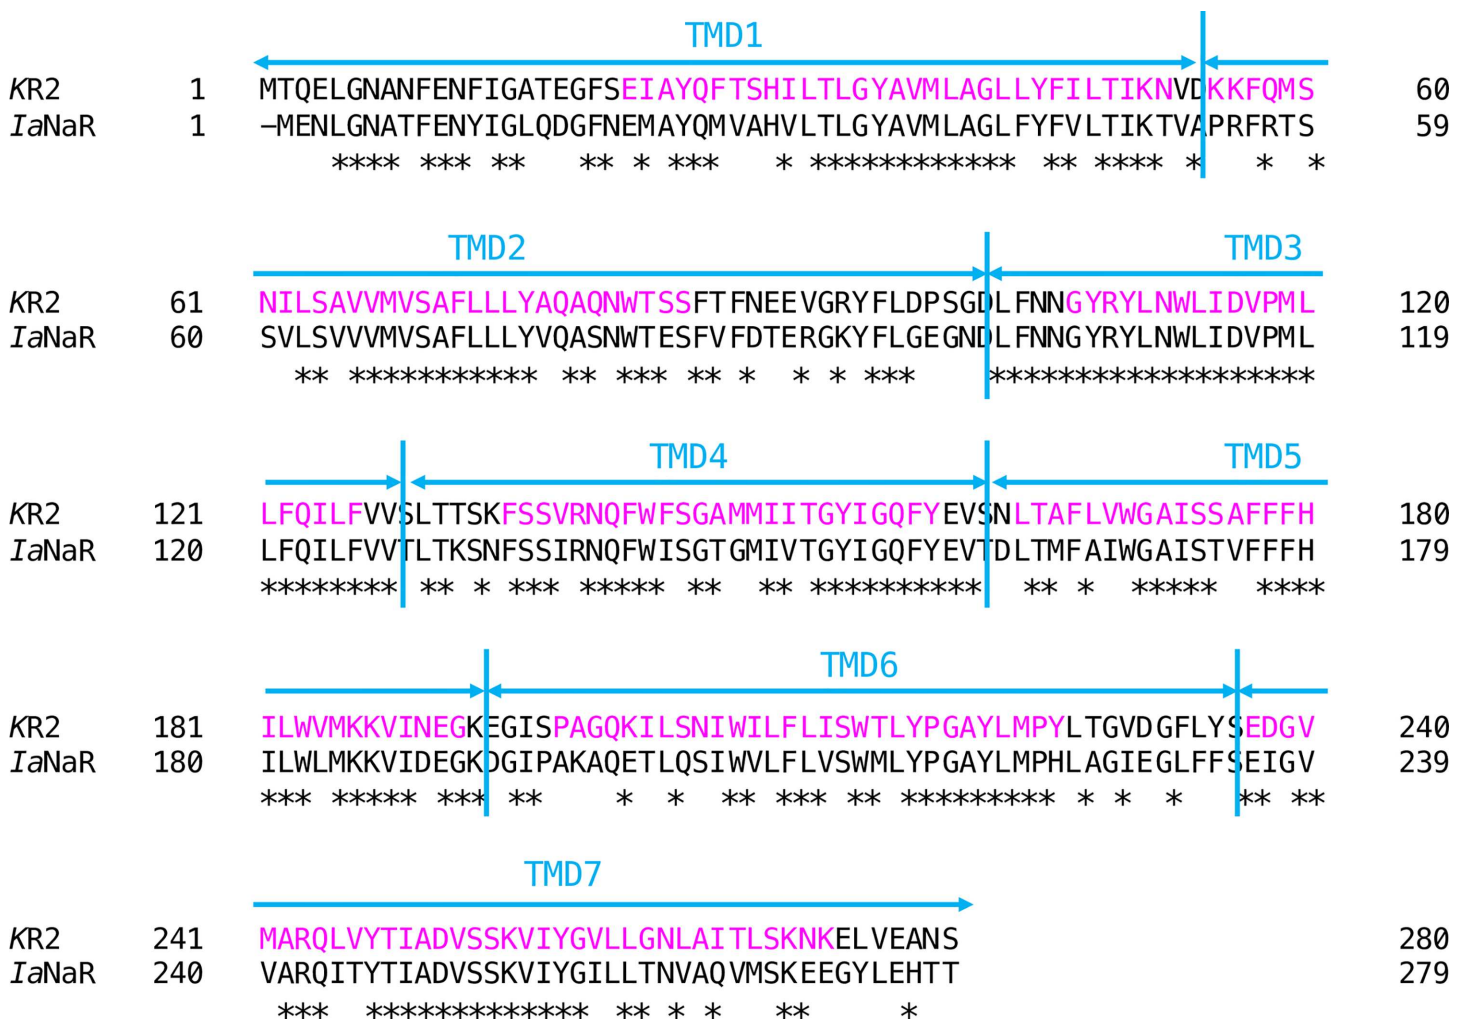 TMD1
KR2 1 MTQELGNANFENFIGATEGFSEIAYQFTSHILTLGYAVMLAGLLYFILTIKNVDKKFQMS 60
IaNaR 1 –MENLGNATFENYIGLQDGFNEMAYQMVAHVLTLGYAVMLAGLFYFVLTIKTVAPRFRTS 59
**** *** ** ** * *** * ************ ** **** * * *
TMD2 TMD3
KR2 61 NILSAVVMVSAFLLLYAQAQNWTSSFTFNEEVGRYFLDPSGDLFNNGYRYLNWLIDVPML 120
IaNaR 60 SVLSVVVMVSAFLLLYVQASNWTESFVFDTERGKYFLGEGNDLFNNGYRYLNWLIDVPML 119
** *********** ** *** ** * * * *** *******************
TMD4 TMD5
KR2 121 LFQILFVVSLTTSKFSSVRNQFWFSGAMMIITGYIGQFYEVSNLTAFLVWGAISSAFFFH 180
IaNaR 120 LFQILFVVTLTKSNFSSIRNQFWISGTGMIVTGYIGQFYEVTDLTMFAIWGAISTVFFFH 179
******** ** * *** ***** ** ** ********** ** * ***** ****
TMD6
KR2 181 ILWVMKKVINEGKEGISPAGQKILSNIWILFLISWTLYPGAYLMPYLTGVDGFLYSEDGV 240
IaNaR 180 ILWLMKKVIDEGKDGIPAKAQETLQSIWVLFLVSWMLYPGAYLMPHLAGIEGLFFSEIGV 239
*** ***** *** ** * * ** *** ** ********* * * * ** **
TMD7
KR2 241 MARQLVYTIADVSSKVIYGVLLGNLAITLSKNKELVEANS 280
IaNaR 240 VARQITYTIADVSSKVIYGILLTNVAQVMSKEEGYLEHTT 279
*** ************* ** * * ** *